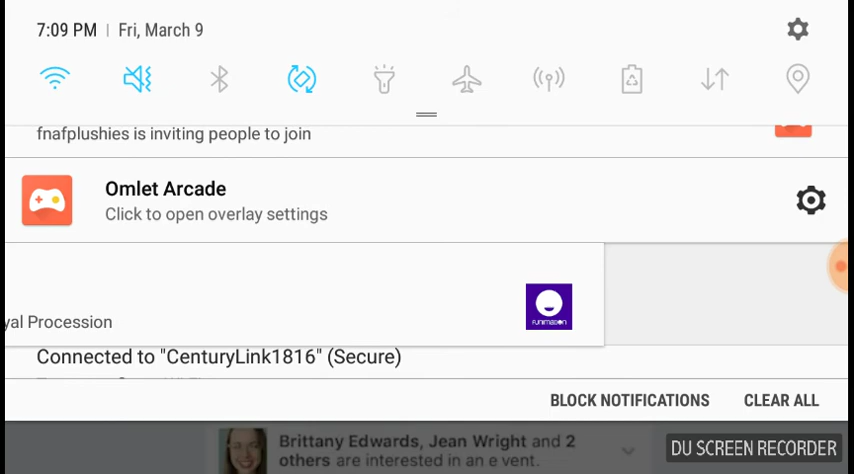 7:09 PM | Fri, March 9
fnafplushies is inviting people to join
Omlet Arcade
Click to open overlay settings
FUNIMATION
yal Procession
Connected to "CenturyLink1816" (Secure)
BLOCK NOTIFICATIONS CLEAR ALL
Brittany Edwards, Jean Wright and 2
others are interested in an e vent.
DU SCREEN RECORDER